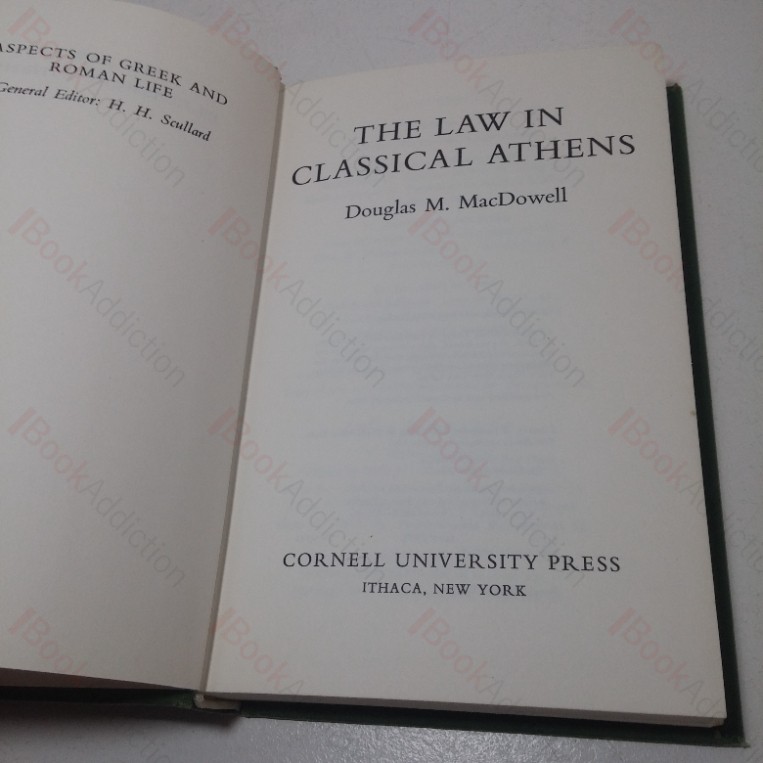 ASPECTS OF GREEK AND
ROMAN LIFE
General Editor: H. H. Scullard
THE LAW IN
CLASSICAL ATHENS
Douglas M. MacDowell
CORNELL UNIVERSITY PRESS
ITHACA, NEW YORK
BookAddiction